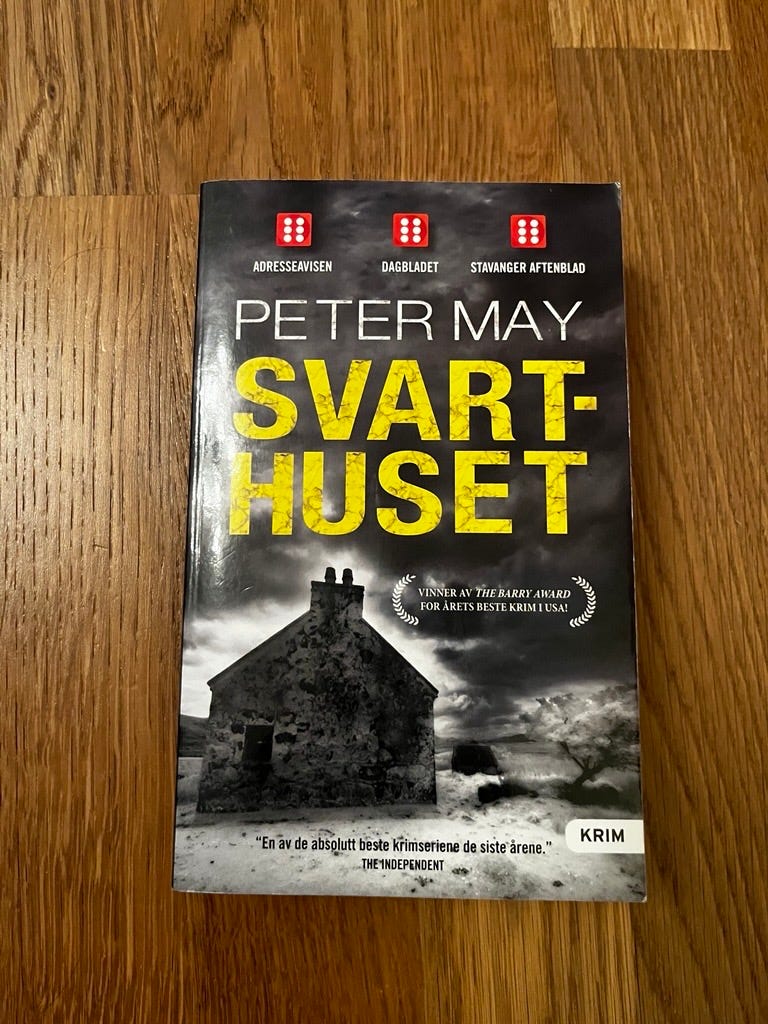 ADRESSEAVISEN DAGBLADET STAVANGER AFTENBLAD
PETER MAY
SVART-
HUSET
VINNER AV THE BARRY AWARD
FOR ÅRETS BESTE KRIM I USA!
KRIM
“En av de absolutt beste krimseriene de siste årene.”
THE INDEPENDENT